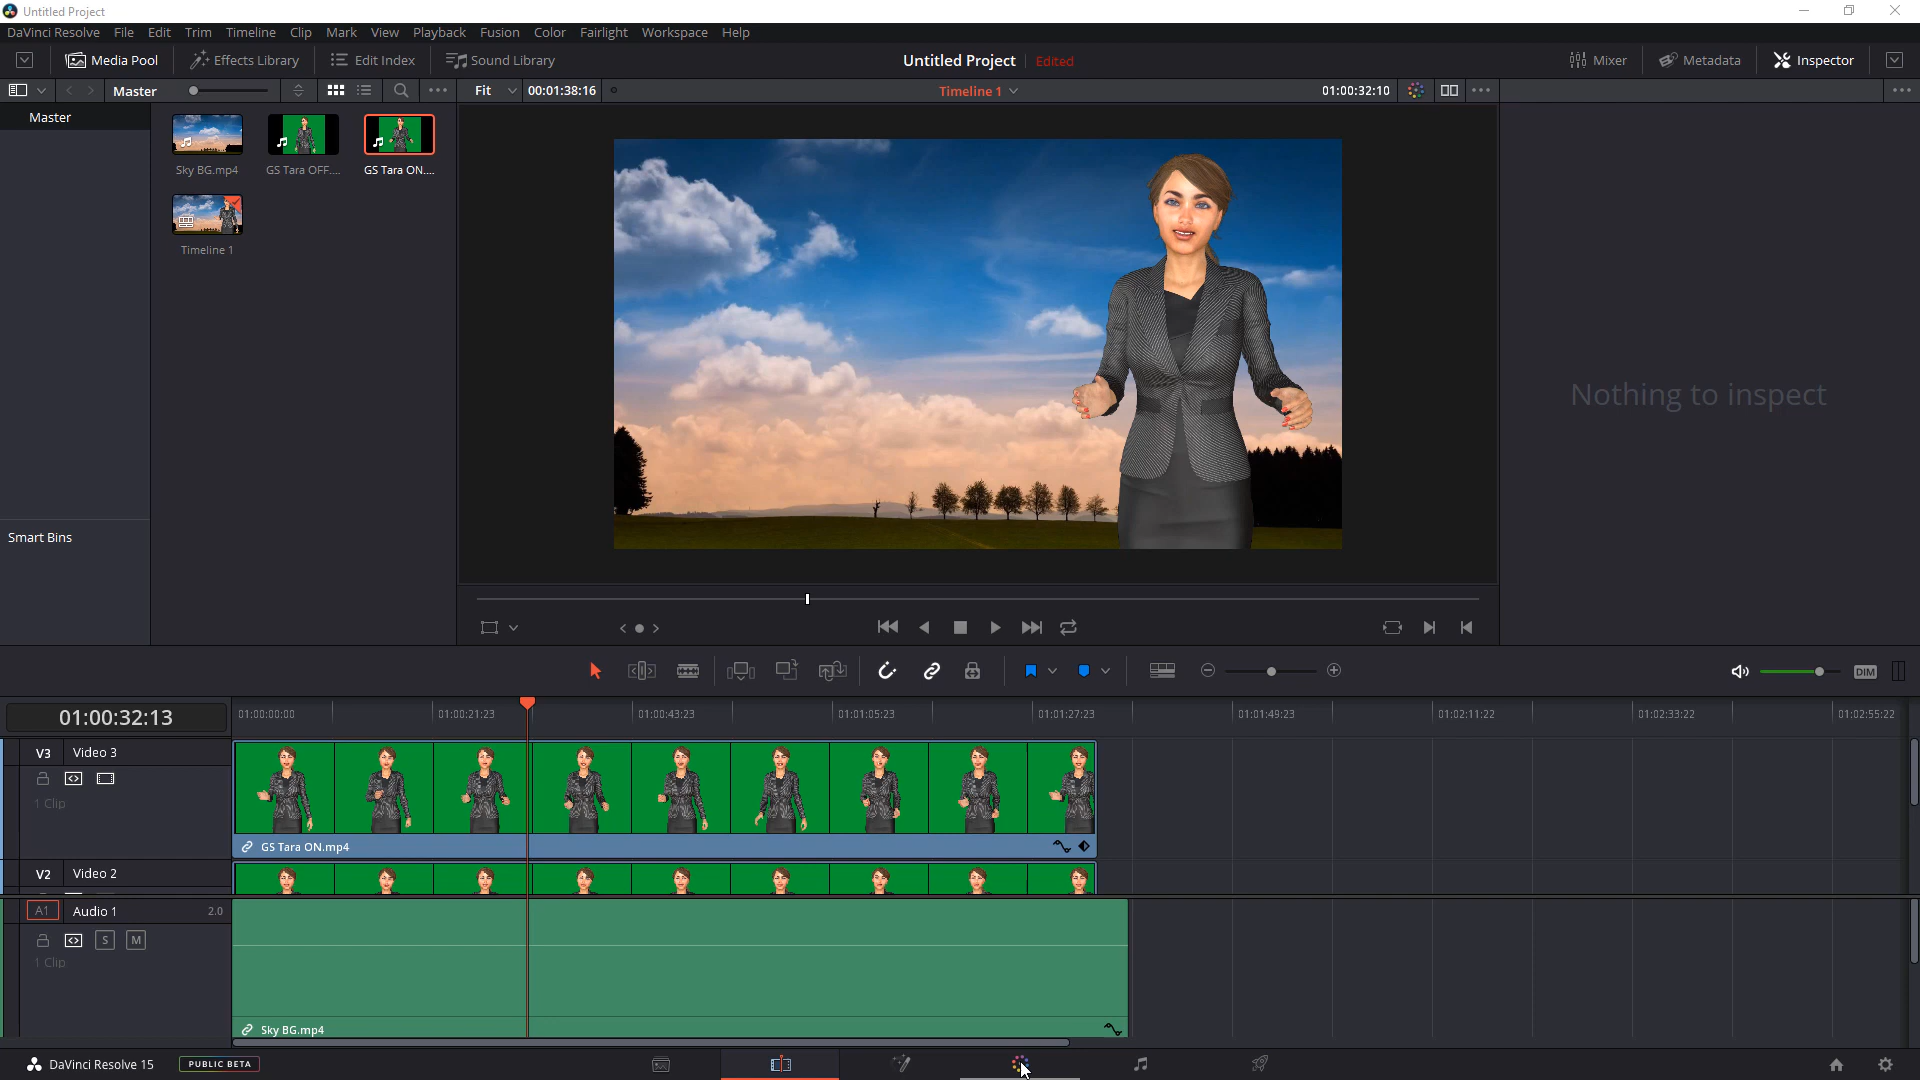 Untitled Project
DaVinci Resolve File Edit Trim Timeline Clip Mark View Playback Fusion Color Fairlight Workspace Help
Media Pool Effects Library Edit Index Sound Library Untitled Project Edited Mixer Metadata Inspector
Master Fit 00:01:38:16 Timeline 1 01:00:32:10
Master
Sky BG.mp4 GS Tara OFF.... GS Tara ON....
Timeline 1
Nothing to inspect
Smart Bins
DIM
01:00:32:13 01:00:00:00 01:00:21:23 01:00:43:23 01:01:05:23 01:01:27:23 01:01:49:23 01:02:11:22 01:02:33:22 01:02:55:22
V3 Video 3
1 Clip
GS Tara ON.mp4
V2 Video 2
A1 Audio 1 2.0
S M
1 Clip
Sky BG.mp4
DaVinci Resolve 15 PUBLIC BETA